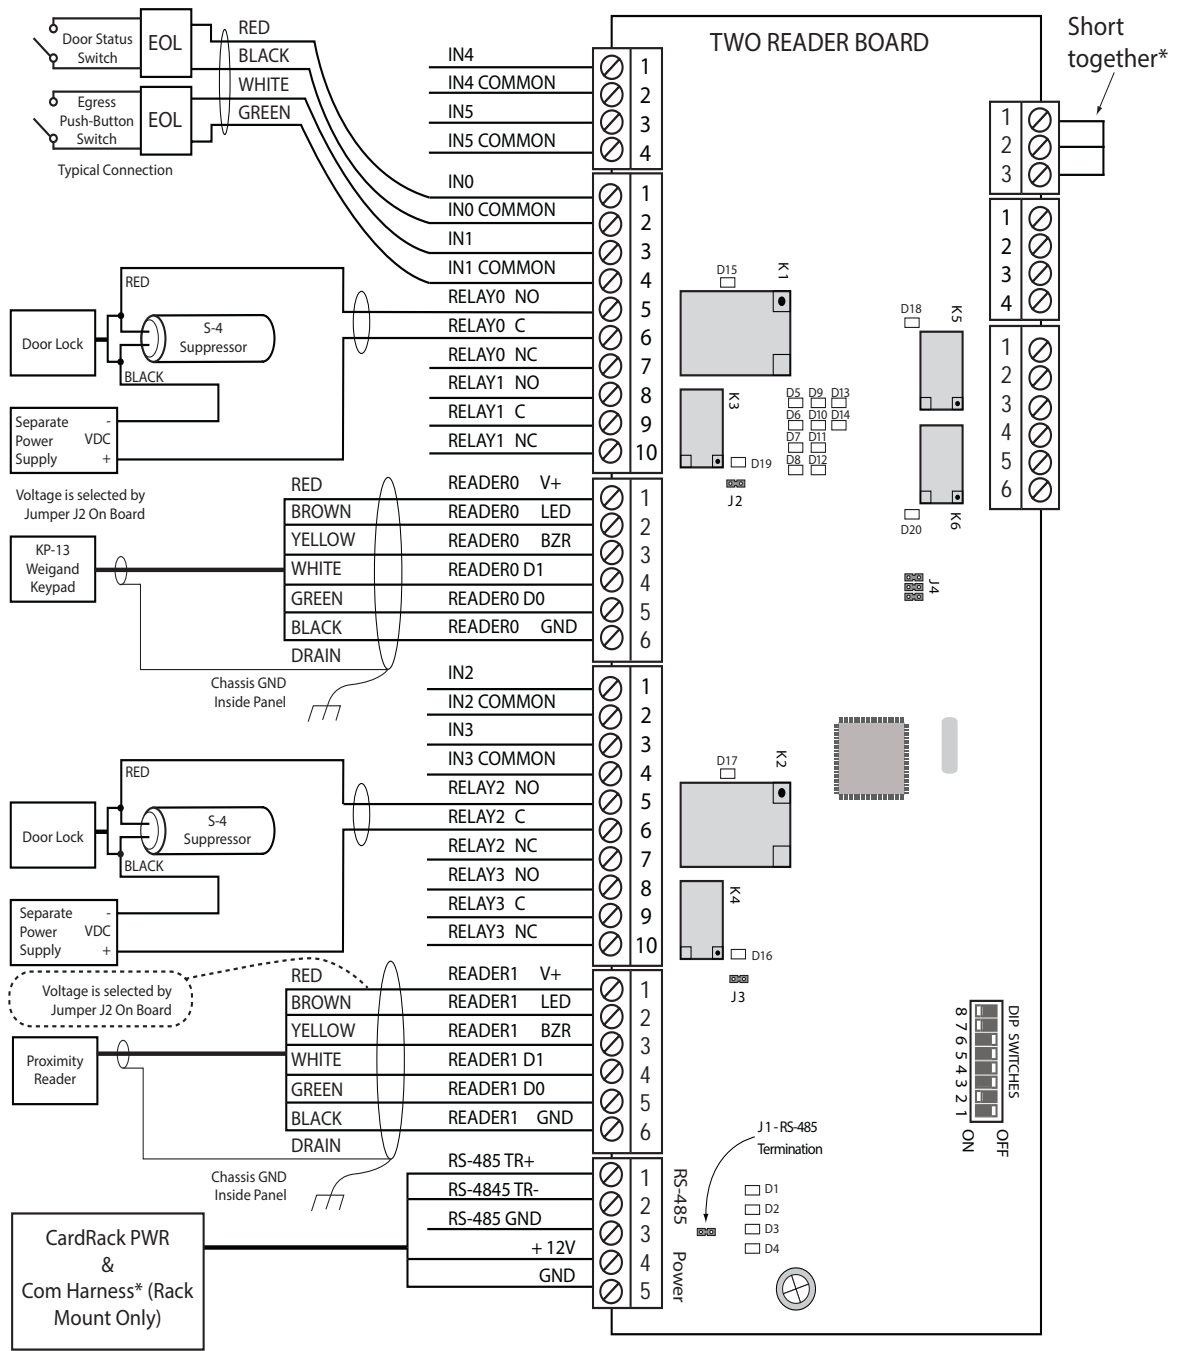 TWO READER BOARD
Short
together*
Door Status
Switch
EOL
RED
BLACK
WHITE
GREEN
Egress
Push-Button
Switch
EOL
Typical Connection
IN4
IN4 COMMON
IN5
IN5 COMMON
1
2
3
4
IN0
IN0 COMMON
IN1
IN1 COMMON
RELAY0 NO
RELAY0 C
RELAY0 NC
RELAY1 NO
RELAY1 C
RELAY1 NC
1
2
3
4
5
6
7
8
9
10
RED
Door Lock
S-4
Suppressor
BLACK
Separate -
Power VDC
Supply +
Voltage is selected by
Jumper J2 On Board
KP-13
Weigand
Keypad
RED
BROWN
YELLOW
WHITE
GREEN
BLACK
DRAIN
Chassis GND
Inside Panel
READER0 V+
READER0 LED
READER0 BZR
READER0 D1
READER0 D0
READER0 GND
1
2
3
4
5
6
IN2
IN2 COMMON
IN3
IN3 COMMON
RELAY2 NO
RELAY2 C
RELAY2 NC
RELAY3 NO
RELAY3 C
RELAY3 NC
1
2
3
4
5
6
7
8
9
10
RED
Door Lock
S-4
Suppressor
BLACK
Separate -
Power VDC
Supply +
Voltage is selected by
Jumper J2 On Board
Proximity
Reader
RED
BROWN
YELLOW
WHITE
GREEN
BLACK
DRAIN
Chassis GND
Inside Panel
READER1 V+
READER1 LED
READER1 BZR
READER1 D1
READER1 D0
READER1 GND
1
2
3
4
5
6
RS-485 TR+
RS-4845 TR-
RS-485 GND
+ 12V
GND
1
2
3
4
5
RS-485
Power
CardRack PWR
&
Com Harness* (Rack
Mount Only)
D15
K1
K3
D5 D9 D13
D6 D10 D14
D7 D11
D8 D12
D19
J2
D18
K5
K6
D20
J4
D17
K2
K4
D16
J3
J1 - RS-485
Termination
D1
D2
D3
D4
DIP SWITCHES
8 7 6 5 4 3 2 1
ON
OFF
1
2
3
1
2
3
4
1
2
3
4
5
6